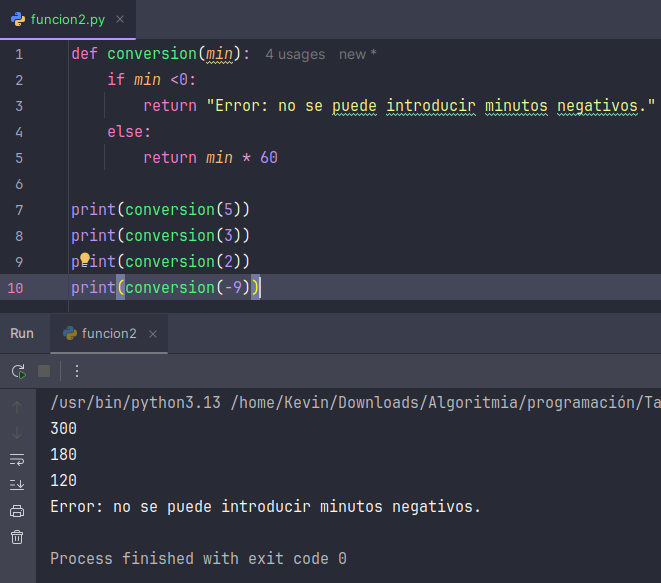 funcion2.py ×
1 def conversion(min): 4 usages new *
2 if min <0:
3 return "Error: no se puede introducir minutos negativos."
4 else:
5 return min * 60
6
7 print(conversion(5))
8 print(conversion(3))
9 print(conversion(2))
10 print(conversion(-9))
Run funcion2 ×
/usr/bin/python3.13 /home/Kevin/Downloads/Algoritmia/programación/Ta
300
180
120
Error: no se puede introducir minutos negativos.
Process finished with exit code 0